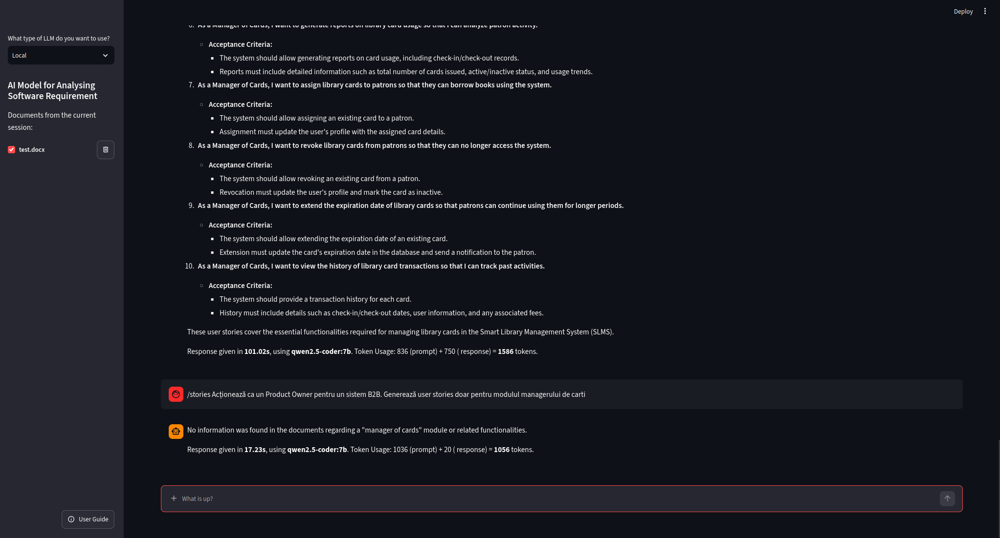 Deploy
What type of LLM do you want to use?
Local
AI Model for Analysing
Software Requirement
Documents from the current
session:
test.docx
User Guide
6. As a Manager of Cards, I want to generate reports on library card usage so that I can analyze patron activity.
Acceptance Criteria:
The system should allow generating reports on card usage, including check-in/check-out records.
Reports must include detailed information such as total number of cards issued, active/inactive status, and usage trends.
7. As a Manager of Cards, I want to assign library cards to patrons so that they can borrow books using the system.
Acceptance Criteria:
The system should allow assigning an existing card to a patron.
Assignment must update the user's profile with the assigned card details.
8. As a Manager of Cards, I want to revoke library cards from patrons so that they can no longer access the system.
Acceptance Criteria:
The system should allow revoking an existing card from a patron.
Revocation must update the user's profile and mark the card as inactive.
9. As a Manager of Cards, I want to extend the expiration date of library cards so that patrons can continue using them for longer periods.
Acceptance Criteria:
The system should allow extending the expiration date of an existing card.
Extension must update the card's expiration date in the database and send a notification to the patron.
10. As a Manager of Cards, I want to view the history of library card transactions so that I can track past activities.
Acceptance Criteria:
The system should provide a transaction history for each card.
History must include details such as check-in/check-out dates, user information, and any associated fees.
These user stories cover the essential functionalities required for managing library cards in the Smart Library Management System (SLMS).
Response given in 101.02s, using qwen2.5-coder:7b. Token Usage: 836 (prompt) + 750 ( response) = 1586 tokens.
/stories Acționează ca un Product Owner pentru un sistem B2B. Generează user stories doar pentru modulul managerului de carti
No information was found in the documents regarding a "manager of cards" module or related functionalities.
Response given in 17.23s, using qwen2.5-coder:7b. Token Usage: 1036 (prompt) + 20 ( response) = 1056 tokens.
What is up?